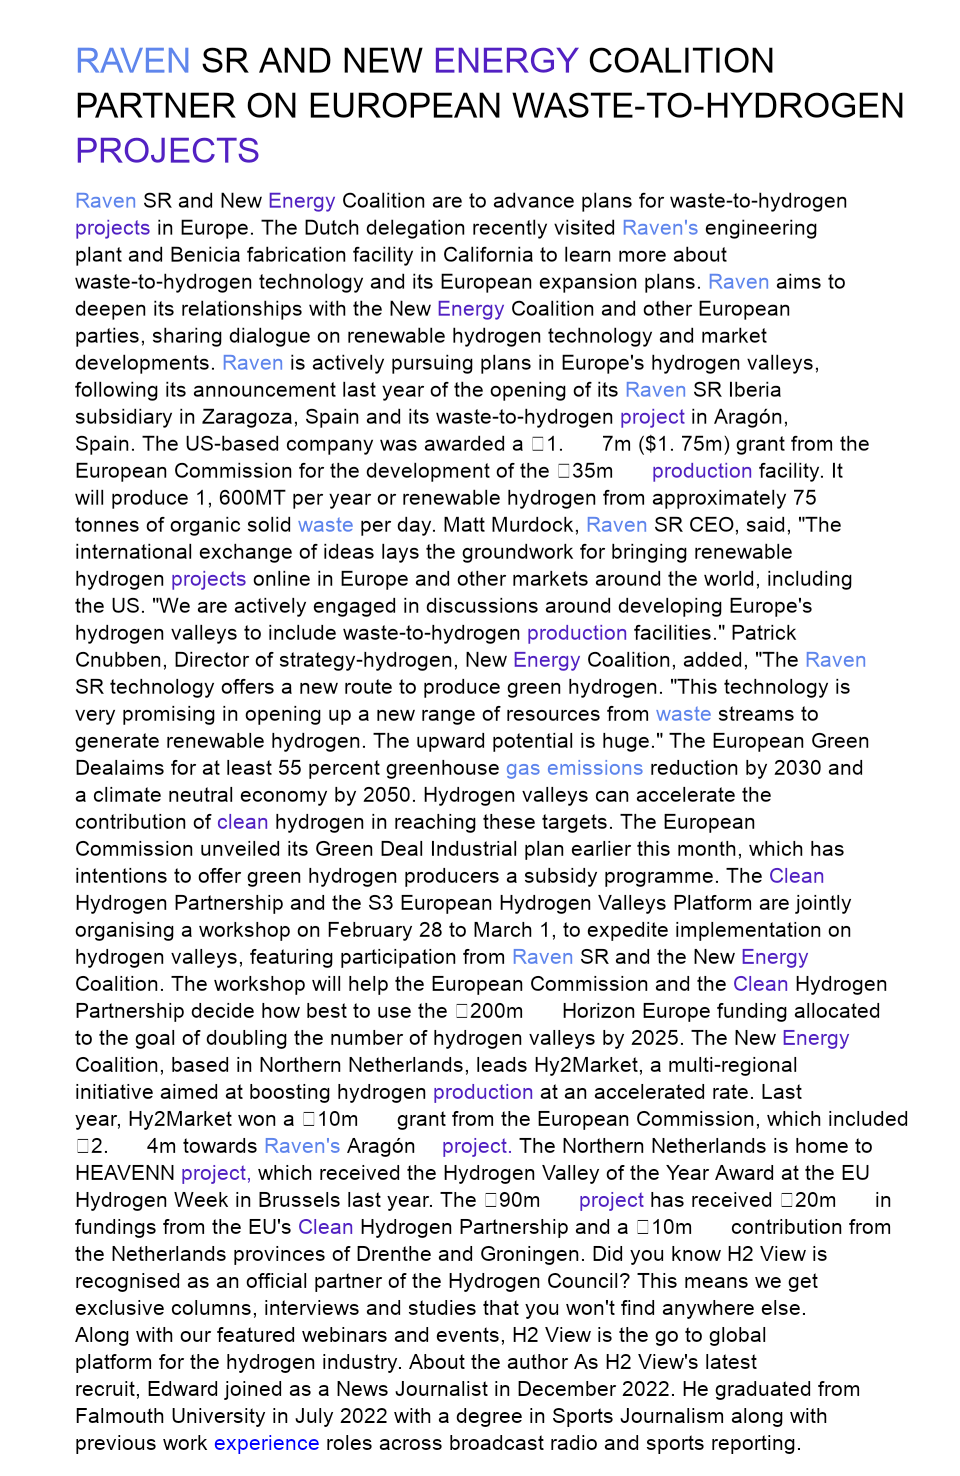 RAVEN SR AND NEW ENERGY COALITION
PARTNER ON EUROPEAN WASTE-TO-HYDROGEN
PROJECTS
Raven SR and New Energy Coalition are to advance plans for waste-to-hydrogen
projects in Europe. The Dutch delegation recently visited Raven's engineering
plant and Benicia fabrication facility in California to learn more about
waste-to-hydrogen technology and its European expansion plans. Raven aims to
deepen its relationships with the New Energy Coalition and other European
parties, sharing dialogue on renewable hydrogen technology and market
developments. Raven is actively pursuing plans in Europe's hydrogen valleys,
following its announcement last year of the opening of its Raven SR Iberia
subsidiary in Zaragoza, Spain and its waste-to-hydrogen project in Aragón,
Spain. The US-based company was awarded a □1. 7m ($1. 75m) grant from the
European Commission for the development of the □35m production facility. It
will produce 1, 600MT per year or renewable hydrogen from approximately 75
tonnes of organic solid waste per day. Matt Murdock, Raven SR CEO, said, "The
international exchange of ideas lays the groundwork for bringing renewable
hydrogen projects online in Europe and other markets around the world, including
the US. "We are actively engaged in discussions around developing Europe's
hydrogen valleys to include waste-to-hydrogen production facilities." Patrick
Cnubben, Director of strategy-hydrogen, New Energy Coalition, added, "The Raven
SR technology offers a new route to produce green hydrogen. "This technology is
very promising in opening up a new range of resources from waste streams to
generate renewable hydrogen. The upward potential is huge." The European Green
Dealaims for at least 55 percent greenhouse gas emissions reduction by 2030 and
a climate neutral economy by 2050. Hydrogen valleys can accelerate the
contribution of clean hydrogen in reaching these targets. The European
Commission unveiled its Green Deal Industrial plan earlier this month, which has
intentions to offer green hydrogen producers a subsidy programme. The Clean
Hydrogen Partnership and the S3 European Hydrogen Valleys Platform are jointly
organising a workshop on February 28 to March 1, to expedite implementation on
hydrogen valleys, featuring participation from Raven SR and the New Energy
Coalition. The workshop will help the European Commission and the Clean Hydrogen
Partnership decide how best to use the □200m Horizon Europe funding allocated
to the goal of doubling the number of hydrogen valleys by 2025. The New Energy
Coalition, based in Northern Netherlands, leads Hy2Market, a multi-regional
initiative aimed at boosting hydrogen production at an accelerated rate. Last
year, Hy2Market won a □10m grant from the European Commission, which included
□2. 4m towards Raven's Aragón project. The Northern Netherlands is home to
HEAVENN project, which received the Hydrogen Valley of the Year Award at the EU
Hydrogen Week in Brussels last year. The □90m project has received □20m in
fundings from the EU's Clean Hydrogen Partnership and a □10m contribution from
the Netherlands provinces of Drenthe and Groningen. Did you know H2 View is
recognised as an official partner of the Hydrogen Council? This means we get
exclusive columns, interviews and studies that you won't find anywhere else.
Along with our featured webinars and events, H2 View is the go to global
platform for the hydrogen industry. About the author As H2 View's latest
recruit, Edward joined as a News Journalist in December 2022. He graduated from
Falmouth University in July 2022 with a degree in Sports Journalism along with
previous work experience roles across broadcast radio and sports reporting.